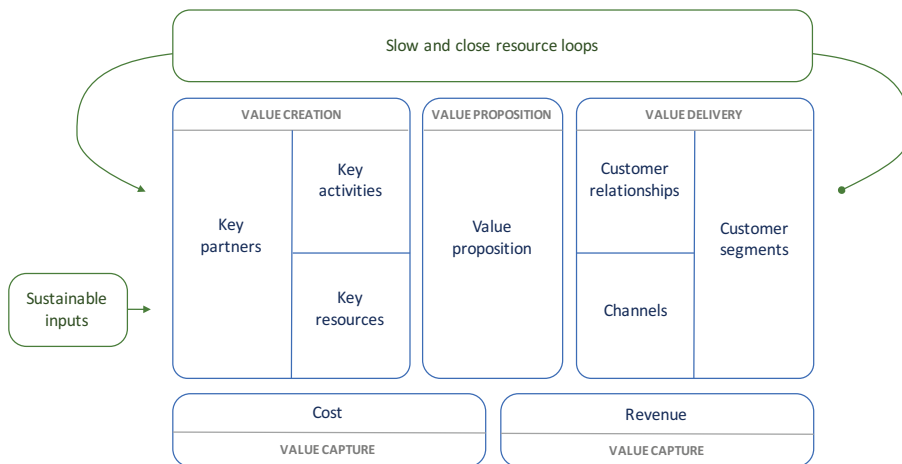 Slow and close resource loops
VALUE CREATION
VALUE PROPOSITION
VALUE DELIVERY
Key
partners
Key
activities
Key
resources
Value
proposition
Customer
relationships
Channels
Customer
segments
Sustainable
inputs
Cost
VALUE CAPTURE
Revenue
VALUE CAPTURE